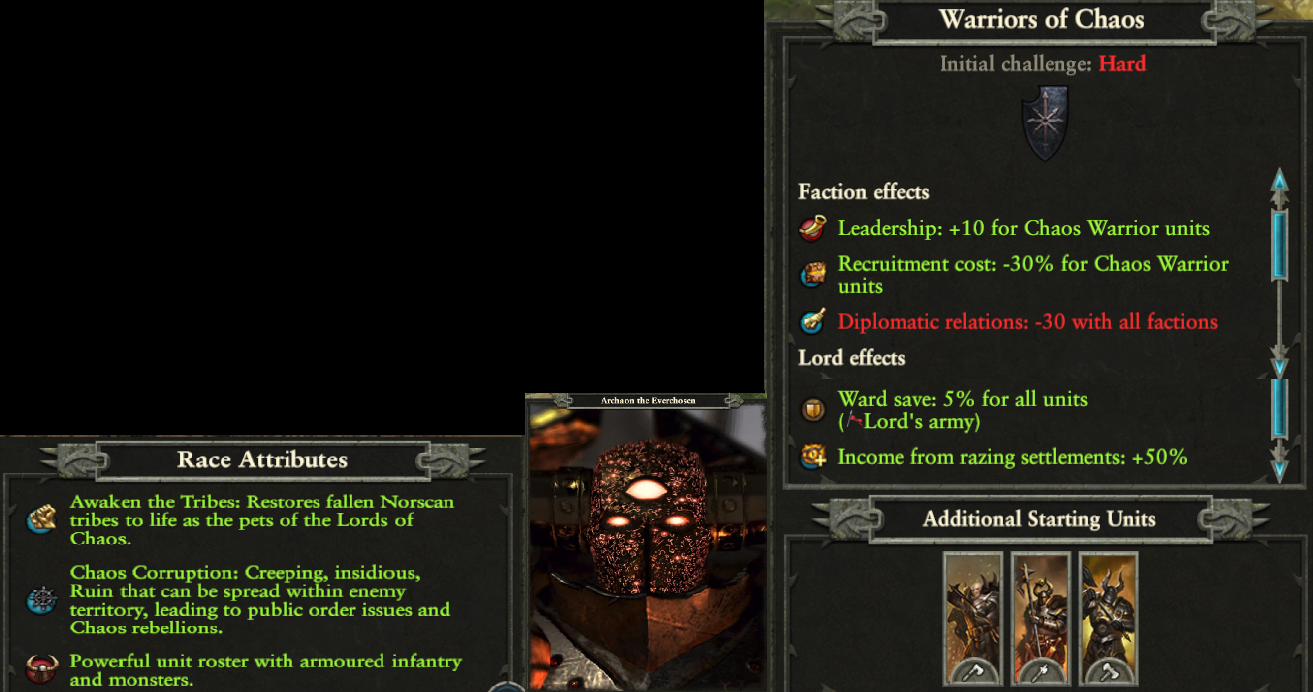 Warriors of Chaos
Initial challenge: Hard
Faction effects
Leadership: +10 for Chaos Warrior units
Recruitment cost: -30% for Chaos Warrior
units
Diplomatic relations: -30 with all factions
Lord effects
Ward save: 5% for all units
(Lord's army)
Income from razing settlements: +50%
Additional Starting Units
Archaon the Everchosen
Race Attributes
Awaken the Tribes: Restores fallen Norscan
tribes to life as the pets of the Lords of
Chaos.
Chaos Corruption: Creeping, insidious,
Ruin that can be spread within enemy
territory, leading to public order issues and
Chaos rebellions.
Powerful unit roster with armoured infantry
and monsters.